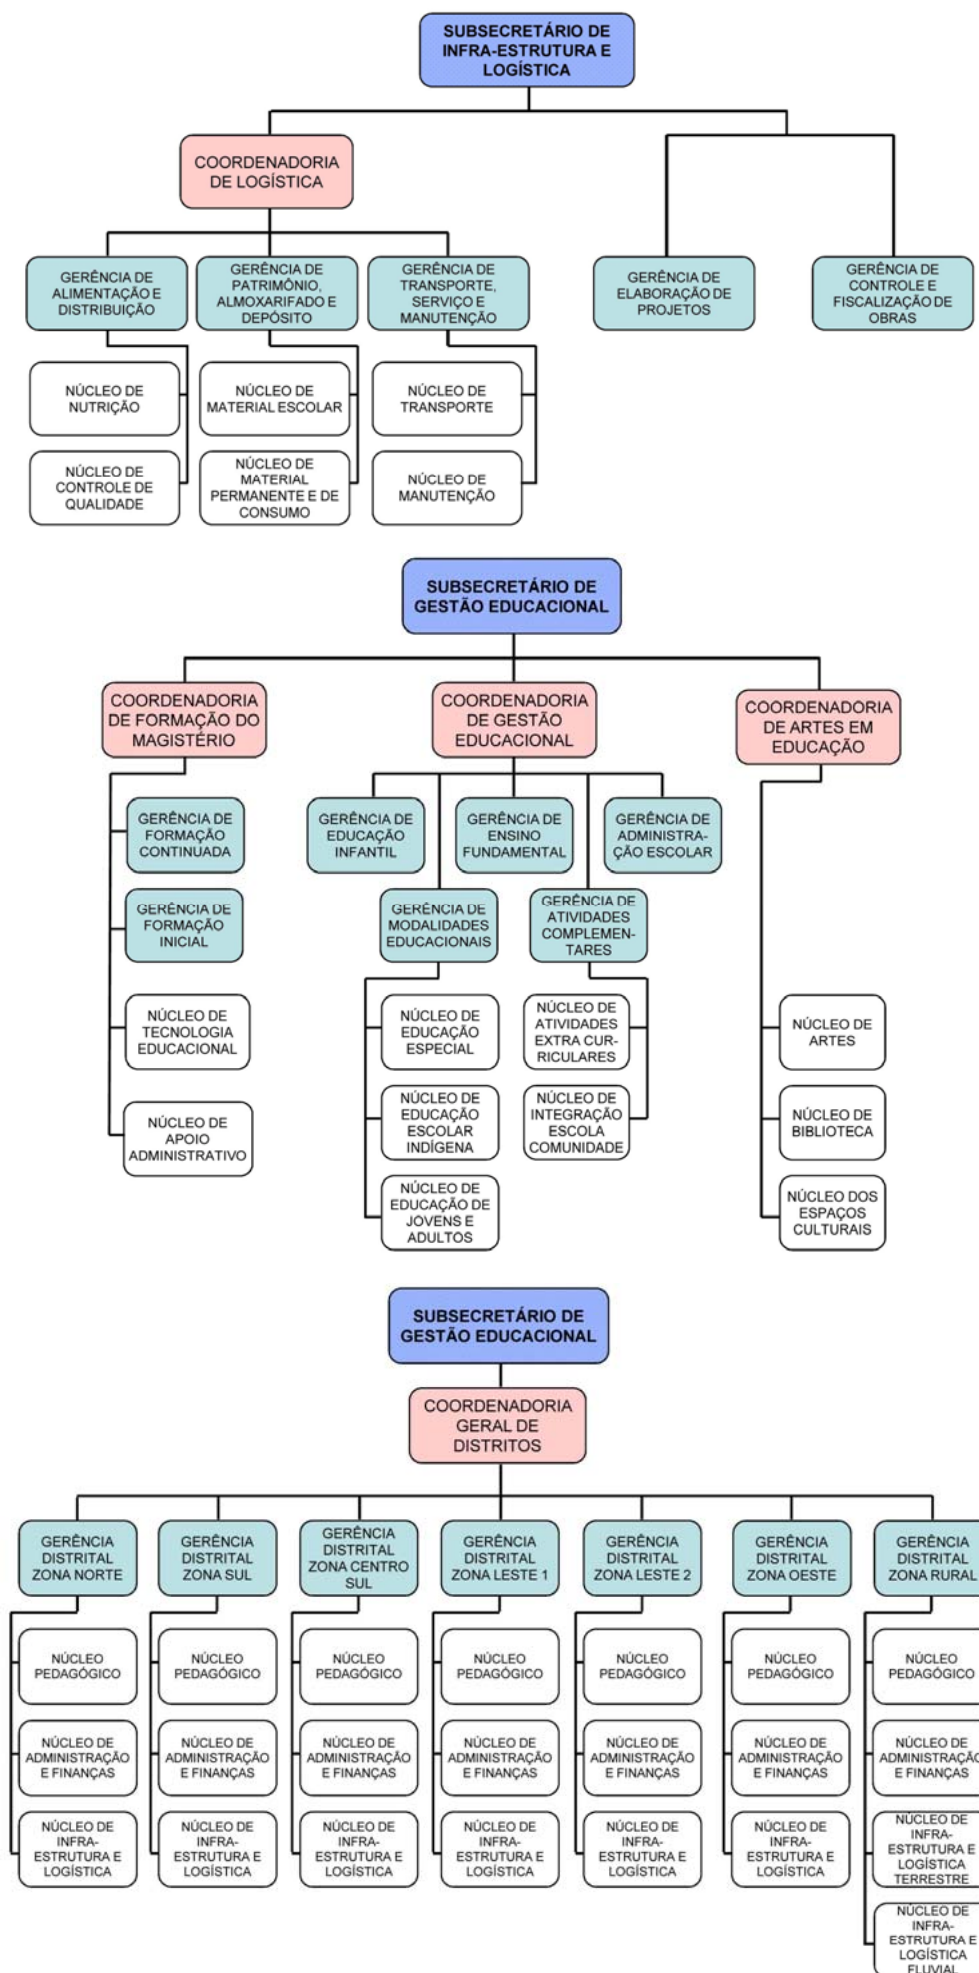 SUBSECRETÁRIO DE
INFRA-ESTRUTURA E
LOGÍSTICA
COORDENADORIA
DE LOGÍSTICA
GERÊNCIA DE
ALIMENTAÇÃO E
DISTRIBUIÇÃO
GERÊNCIA DE
PATRIMÔNIO,
ALMOXARIFADO E
DEPÓSITO
GERÊNCIA DE
TRANSPORTE,
SERVIÇO E
MANUTENÇÃO
GERÊNCIA DE
ELABORAÇÃO DE
PROJETOS
GERÊNCIA DE
CONTROLE E
FISCALIZAÇÃO DE
OBRAS
NÚCLEO DE
NUTRIÇÃO
NÚCLEO DE
MATERIAL ESCOLAR
NÚCLEO DE
TRANSPORTE
NÚCLEO DE
CONTROLE DE
QUALIDADE
NÚCLEO DE
MATERIAL
PERMANENTE E DE
CONSUMO
NÚCLEO DE
MANUTENÇÃO
SUBSECRETÁRIO DE
GESTÃO EDUCACIONAL
COORDENADORIA
DE FORMAÇÃO DO
MAGISTÉRIO
COORDENADORIA
DE GESTÃO
EDUCACIONAL
COORDENADORIA
DE ARTES EM
EDUCAÇÃO
GERÊNCIA DE
FORMAÇÃO
CONTINUADA
GERÊNCIA DE
EDUCAÇÃO
INFANTIL
GERÊNCIA DE
ENSINO
FUNDAMENTAL
GERÊNCIA DE
ADMINISTRA-
ÇÃO ESCOLAR
GERÊNCIA DE
FORMAÇÃO
INICIAL
GERÊNCIA DE
MODALIDADES
EDUCACIONAIS
GERÊNCIA DE
ATIVIDADES
COMPLEMEN-
TARES
NÚCLEO DE
TECNOLOGIA
EDUCACIONAL
NÚCLEO DE
EDUCAÇÃO
ESPECIAL
NÚCLEO DE
ATIVIDADES
EXTRA CUR-
RICULARES
NÚCLEO DE
ARTES
NÚCLEO DE
APOIO
ADMINISTRATIVO
NÚCLEO DE
EDUCAÇÃO
ESCOLAR
INDÍGENA
NÚCLEO DE
INTEGRAÇÃO
ESCOLA
COMUNIDADE
NÚCLEO DE
BIBLIOTECA
NÚCLEO DE
EDUCAÇÃO DE
JOVENS E
ADULTOS
NÚCLEO DOS
ESPAÇOS
CULTURAIS
SUBSECRETÁRIO DE
GESTÃO EDUCACIONAL
COORDENADORIA
GERAL DE
DISTRITOS
GERÊNCIA
DISTRITAL
ZONA NORTE
GERÊNCIA
DISTRITAL
ZONA SUL
GERÊNCIA
DISTRITAL
ZONA CENTRO
SUL
GERÊNCIA
DISTRITAL
ZONA LESTE 1
GERÊNCIA
DISTRITAL
ZONA LESTE 2
GERÊNCIA
DISTRITAL
ZONA OESTE
GERÊNCIA
DISTRITAL
ZONA RURAL
NÚCLEO
PEDAGÓGICO
NÚCLEO
PEDAGÓGICO
NÚCLEO
PEDAGÓGICO
NÚCLEO
PEDAGÓGICO
NÚCLEO
PEDAGÓGICO
NÚCLEO
PEDAGÓGICO
NÚCLEO
PEDAGÓGICO
NÚCLEO DE
ADMINISTRAÇÃO
E FINANÇAS
NÚCLEO DE
ADMINISTRAÇÃO
E FINANÇAS
NÚCLEO DE
ADMINISTRAÇÃO
E FINANÇAS
NÚCLEO DE
ADMINISTRAÇÃO
E FINANÇAS
NÚCLEO DE
ADMINISTRAÇÃO
E FINANÇAS
NÚCLEO DE
ADMINISTRAÇÃO
E FINANÇAS
NÚCLEO DE
ADMINISTRAÇÃO
E FINANÇAS
NÚCLEO DE
INFRA-
ESTRUTURA E
LOGÍSTICA
NÚCLEO DE
INFRA-
ESTRUTURA E
LOGÍSTICA
NÚCLEO DE
INFRA-
ESTRUTURA E
LOGÍSTICA
NÚCLEO DE
INFRA-
ESTRUTURA E
LOGÍSTICA
NÚCLEO DE
INFRA-
ESTRUTURA E
LOGÍSTICA
NÚCLEO DE
INFRA-
ESTRUTURA E
LOGÍSTICA
NÚCLEO DE
INFRA-
ESTRUTURA E
LOGÍSTICA
TERRESTRE
NÚCLEO DE
INFRA-
ESTRUTURA E
LOGÍSTICA
FLUVIAL